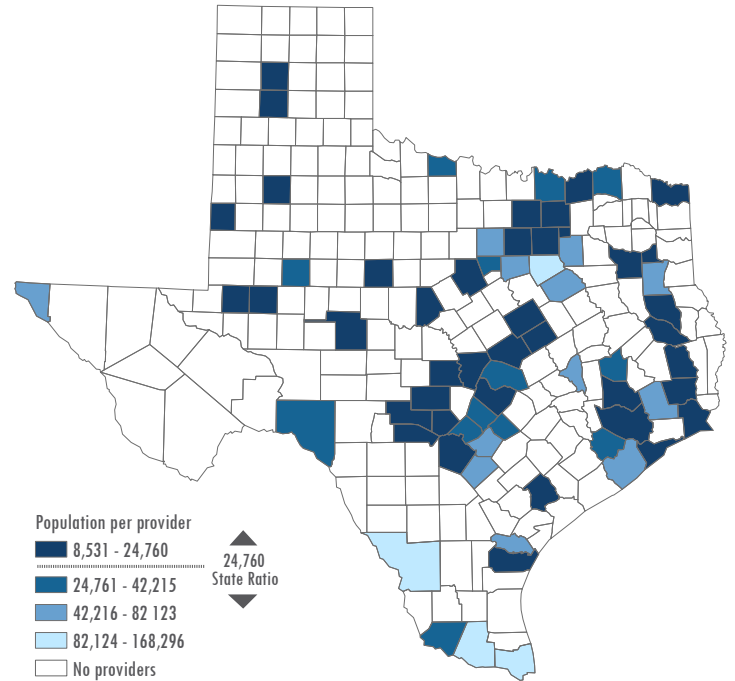 Population per provider
8,531 - 24,760
24,760
State Ratio
24,761 - 42,215
42,216 - 82 123
82,124 - 168,296
No providers